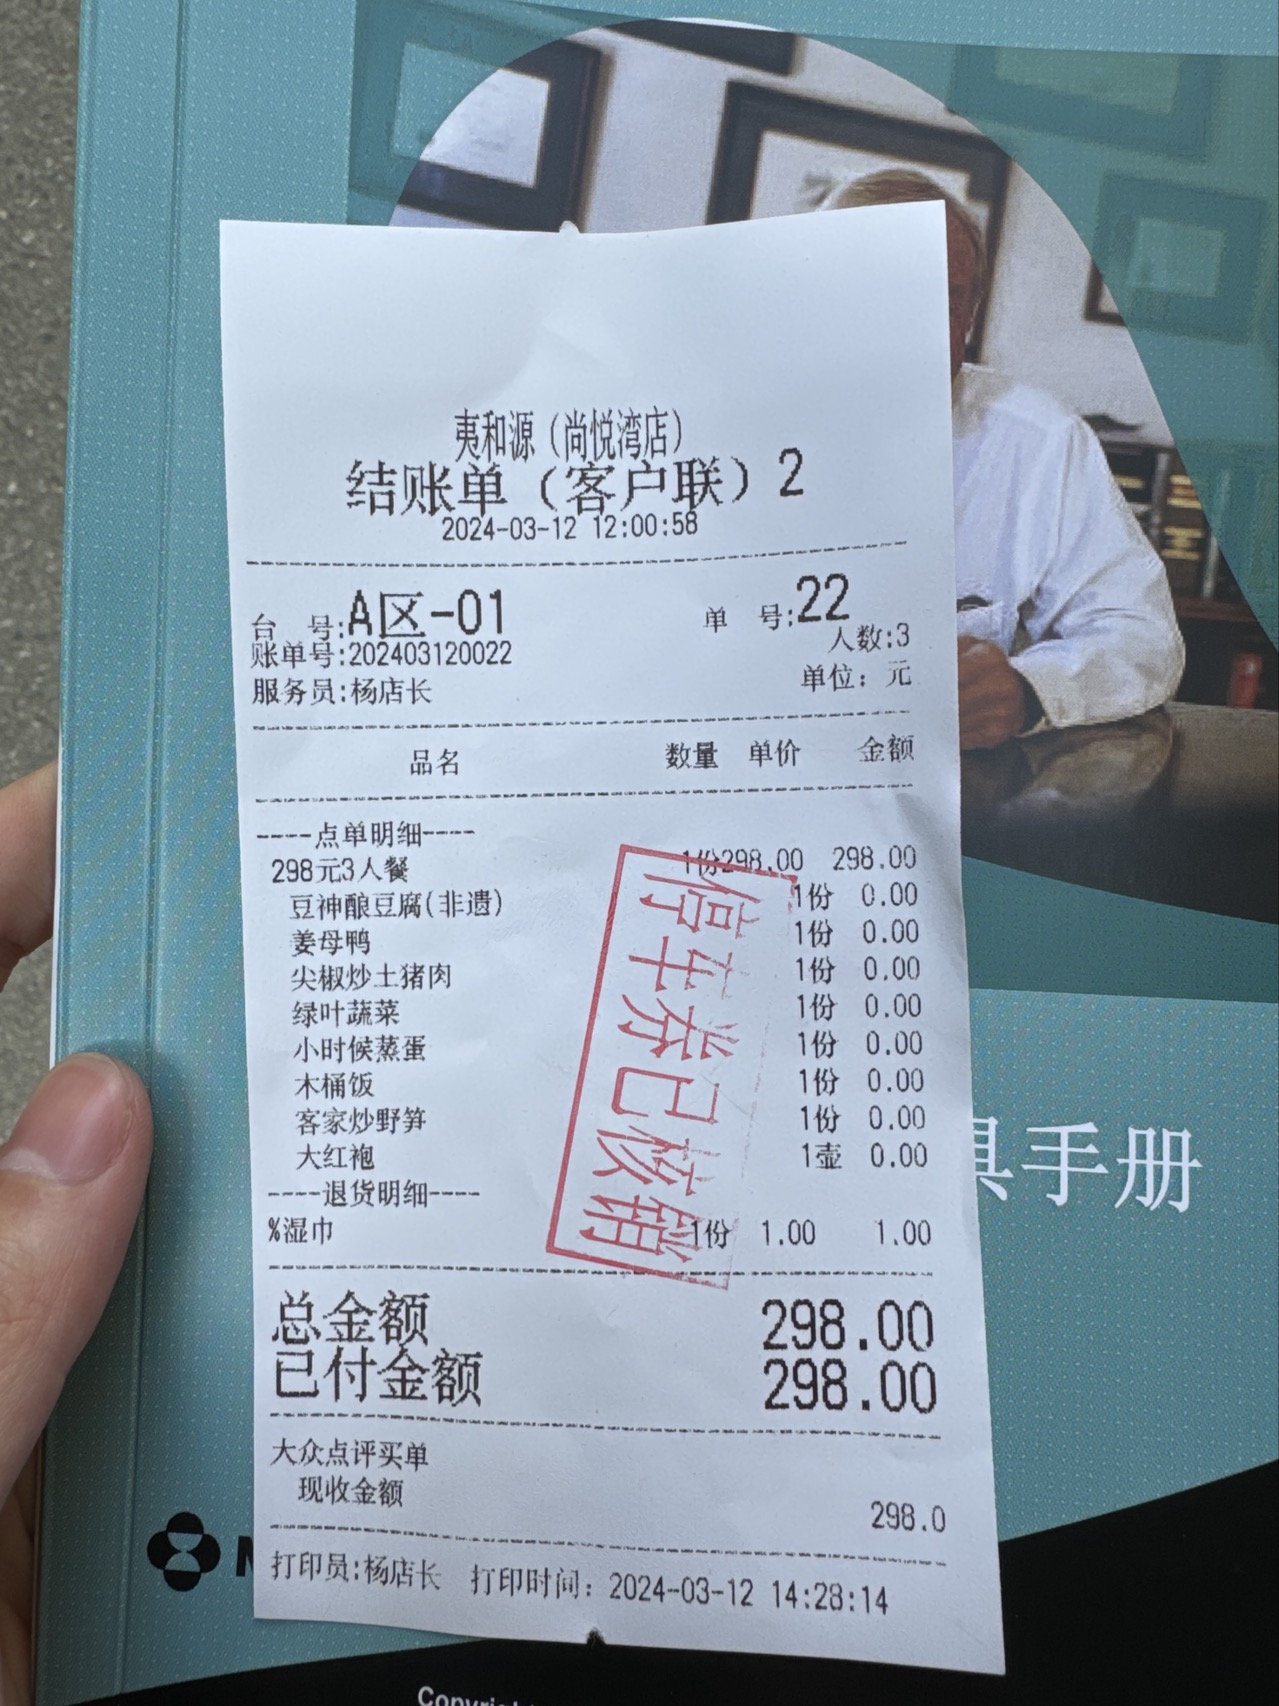 夷和源（尚悦湾店）
结账单（客户联）2
2024-03-12 12:00:58
台 号:A区-01 单 号:22
人数:3
账单号:202403120022
服务员:杨店长 单位：元
品名 数量 单价 金额
----点单明细----
298元3人餐 1份298.00 298.00
豆神酿豆腐(非遗) 1份 0.00
姜母鸭 1份 0.00
尖椒炒土猪肉 1份 0.00
绿叶蔬菜 1份 0.00
小时候蒸蛋 1份 0.00
木桶饭 1份 0.00
客家炒野笋 1份 0.00
大红袍 1壶 0.00
----退货明细----
%湿巾 1份 1.00 1.00
停车券已核销
总金额 298.00
已付金额 298.00
大众点评买单
现收金额 298.0
打印员:杨店长 打印时间：2024-03-12 14:28:14
手册